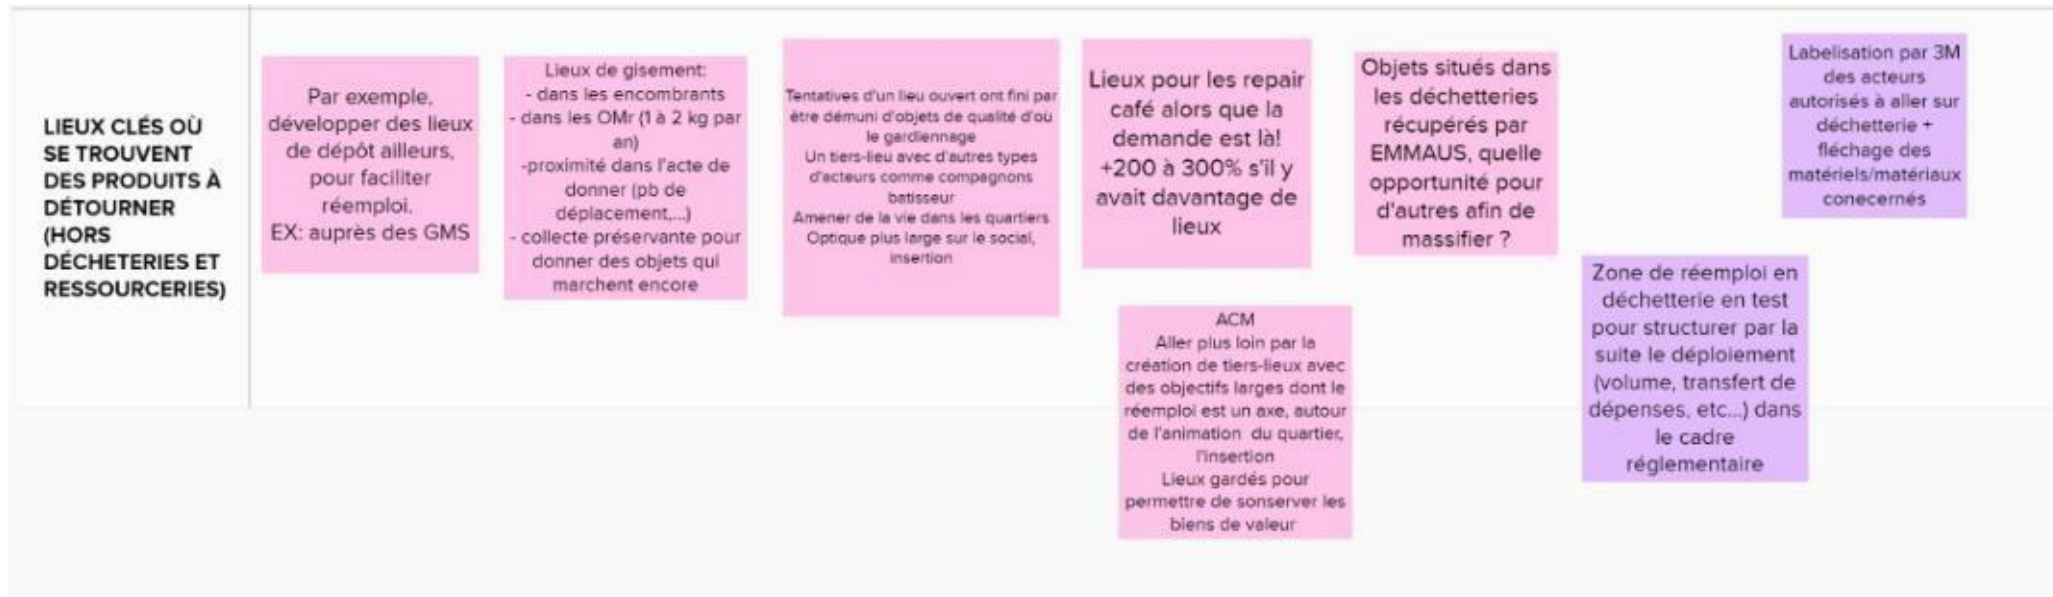 LIEUX CLÉS OÙ
SE TROUVENT
DES PRODUITS À
DÉTOURNER
(HORS
DÉCHETERIES ET
RESSOURCERIES)
Par exemple,
développer des lieux
de dépôt ailleurs,
pour faciliter
réemploi.
EX: auprès des GMS
Lieux de gisement:
- dans les encombrants
- dans les OMr (1 à 2 kg par
an)
-proximité dans l'acte de
donner (pb de
déplacement,...)
- collecte préservante pour
donner des objets qui
marchent encore
Tentatives d'un lieu ouvert ont fini par
être démuni d'objets de qualité d'où
le gardiennage
Un tiers-lieu avec d'autres types
d'acteurs comme compagnons
batisseur
Amener de la vie dans les quartiers
Optique plus large sur le social,
insertion
Lieux pour les repair
café alors que la
demande est là!
+200 à 300% s'il y
avait davantage de
lieux
ACM
Aller plus loin par la
création de tiers-lieux avec
des objectifs larges dont le
réemploi est un axe, autour
de l'animation du quartier,
l'insertion
Lieux gardés pour
permettre de sonserver les
biens de valeur
Objets situés dans
les déchetteries
récupérés par
EMMAUS, quelle
opportunité pour
d'autres afin de
massifier ?
Zone de réemploi en
déchetterie en test
pour structurer par la
suite le déploiement
(volume, transfert de
dépenses, etc...) dans
le cadre
réglementaire
Labelisation par 3M
des acteurs
autorisés à aller sur
déchetterie +
fléchage des
matériels/matériaux
conecernés